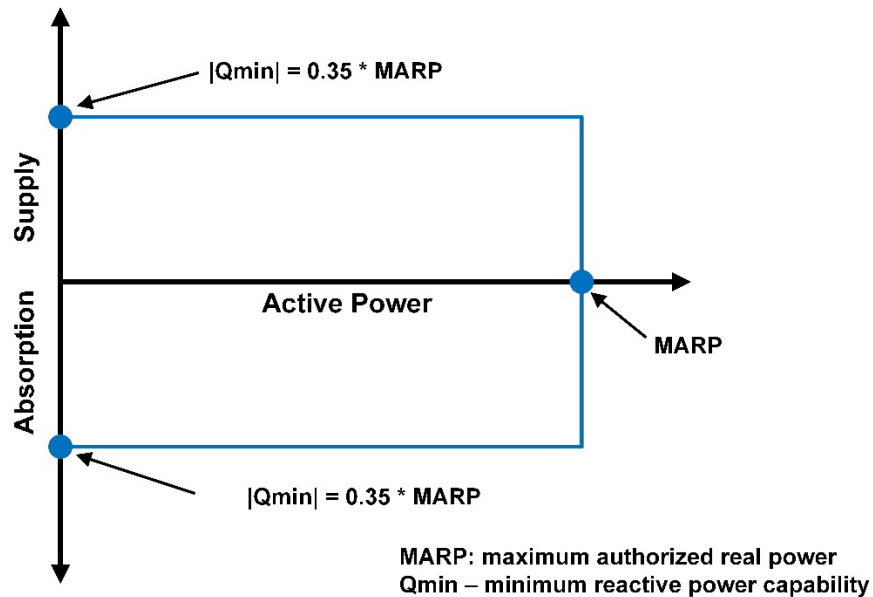 |Qmin| = 0.35 * MARP
Supply
Active Power
Absorption
MARP
|Qmin| = 0.35 * MARP
MARP: maximum authorized real power
Qmin – minimum reactive power capability